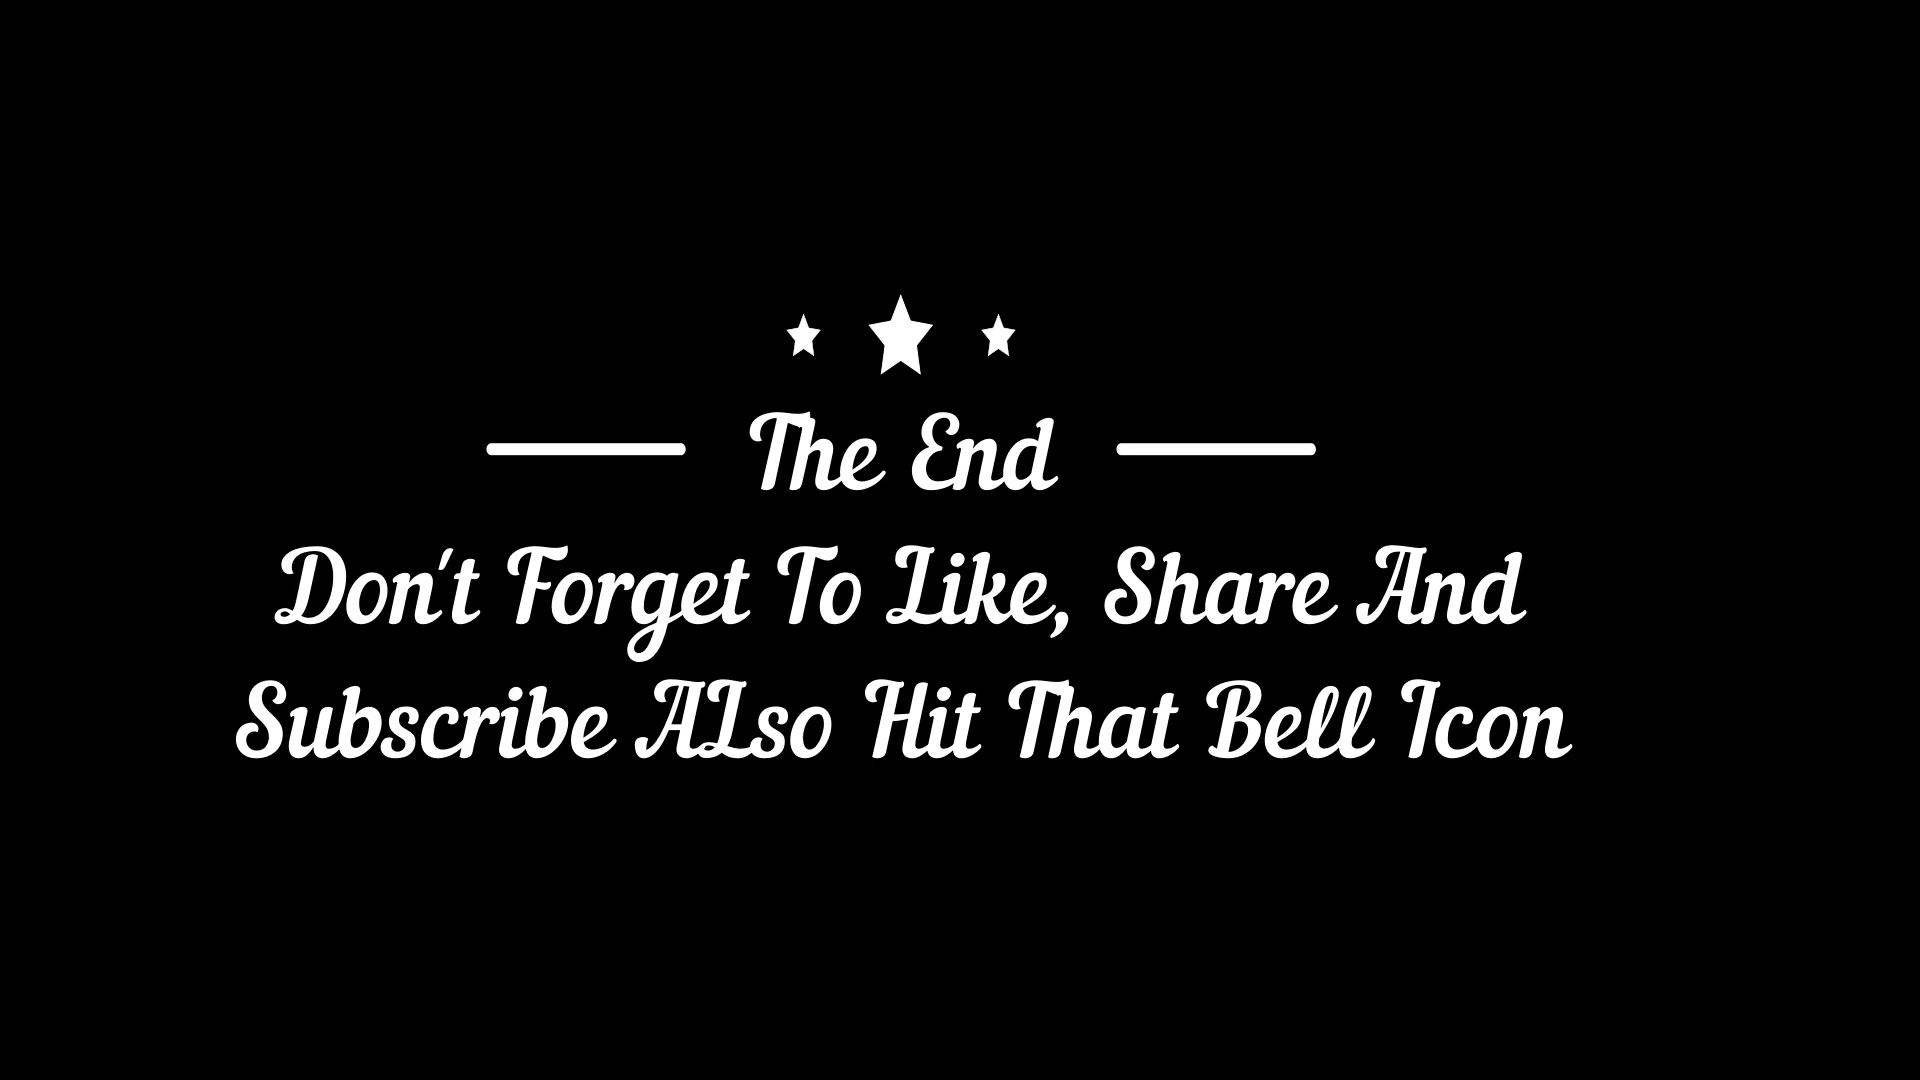 The End
Don't Forget To Like, Share And
Subscribe ALso Hit That Bell Icon